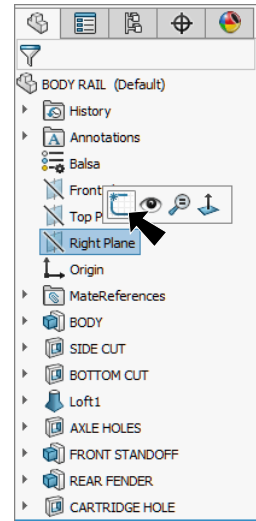 BODY RAIL (Default)
History
Annotations
Balsa
Front
Top P
Right Plane
Origin
MateReferences
BODY
SIDE CUT
BOTTOM CUT
Loft1
AXLE HOLES
FRONT STANDOFF
REAR FENDER
CARTRIDGE HOLE